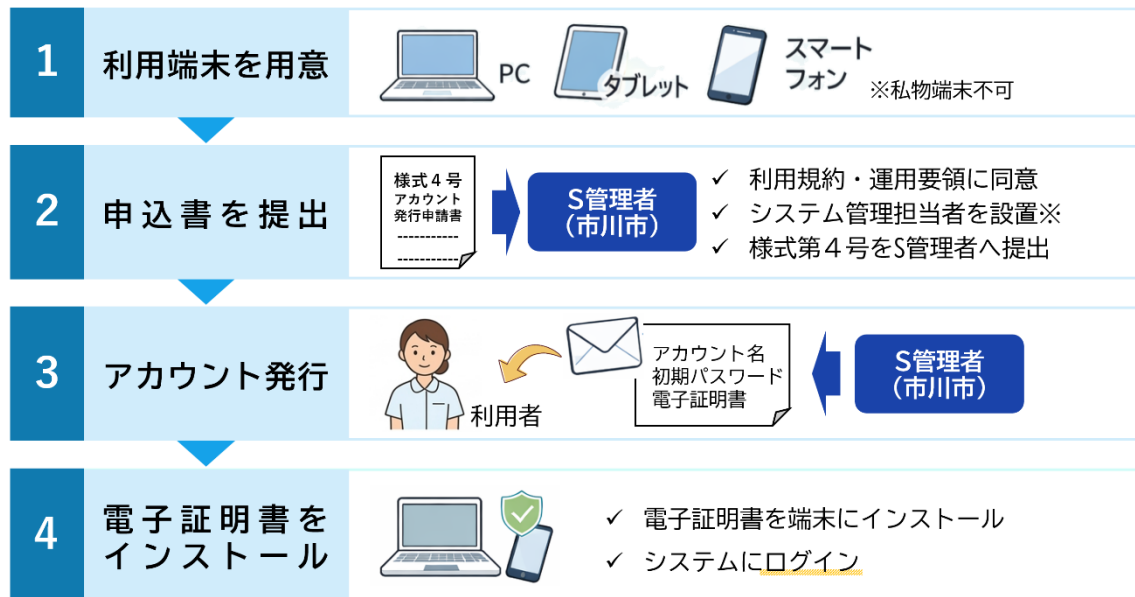 1
利用端末を用意
PC
タブレット
スマート
フォン
※私物端末不可
2
申込書を提出
様式4号
アカウント
発行申請書
S管理者
(市川市)
✓ 利用規約・運用要領に同意
✓ システム管理担当者を設置※
✓ 様式第４号をS管理者へ提出
3
アカウント発行
利用者
アカウント名
初期パスワード
電子証明書
S管理者
(市川市)
4
電子証明書を
インストール
✓ 電子証明書を端末にインストール
✓ システムにログイン